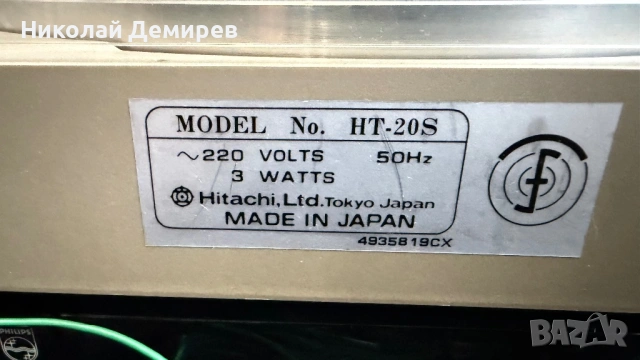 Николай Демирев
MODEL No. HT-20S
~220 VOLTS 50Hz
3 WATTS
Hitachi, Ltd. Tokyo Japan
MADE IN JAPAN
4935819CX
PHILIPS
BAZAR